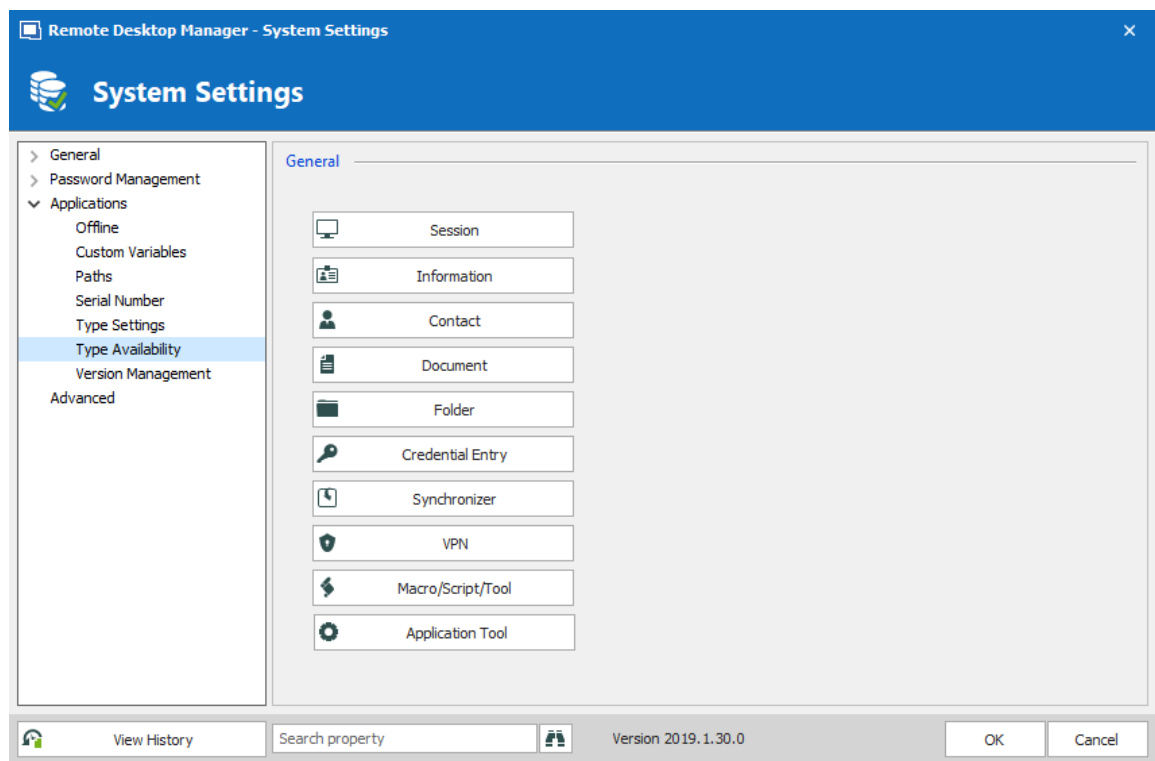 Remote Desktop Manager - System Settings
System Settings
General
Password Management
Applications
Offline
Custom Variables
Paths
Serial Number
Type Settings
Type Availability
Version Management
Advanced
General
Session
Information
Contact
Document
Folder
Credential Entry
Synchronizer
VPN
Macro/Script/Tool
Application Tool
View History
Search property
Version 2019.1.30.0
OK
Cancel